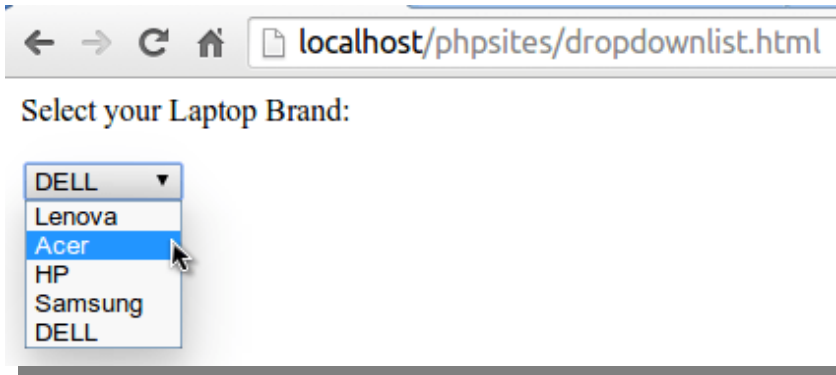 localhost/phpsites/dropdownlist.html
Select your Laptop Brand:
DELL
Lenova
Acer
HP
Samsung
DELL